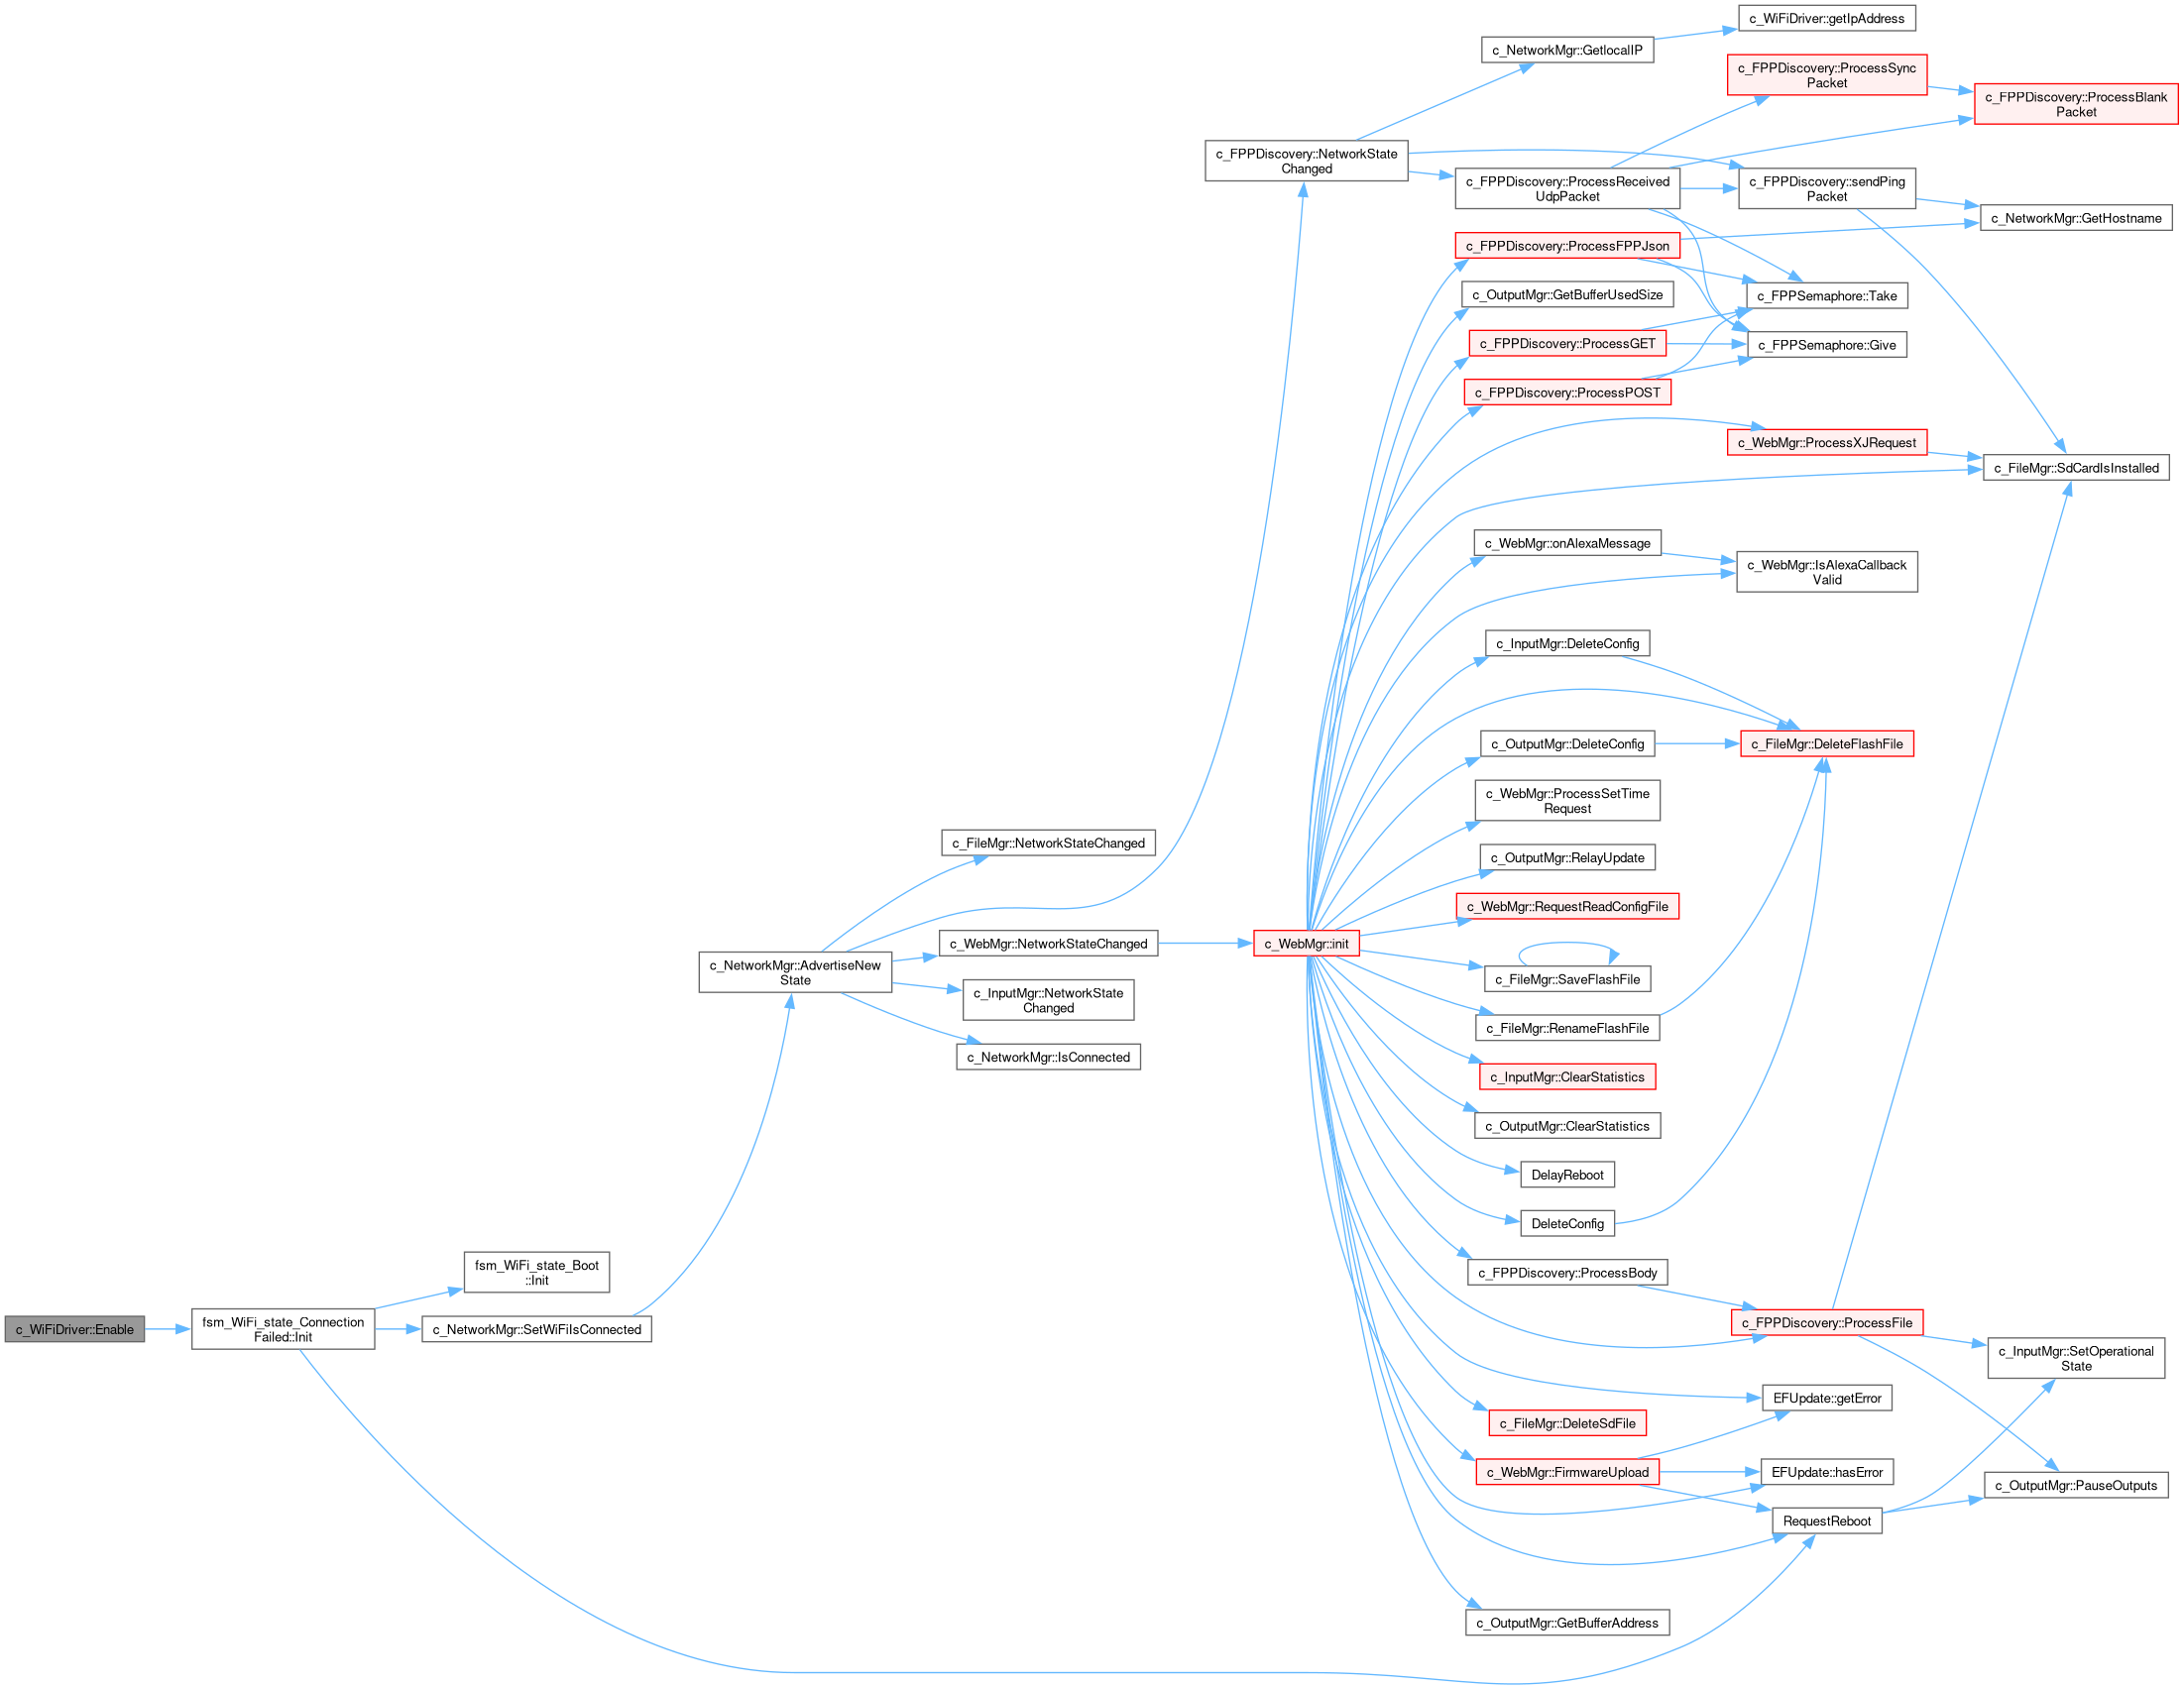 c_WiFiDriver::getIpAddress
c_NetworkMgr::GetlocalIP
c_FPPDiscovery::ProcessSync
Packet
c_FPPDiscovery::ProcessBlank
Packet
c_FPPDiscovery::NetworkState
Changed
c_FPPDiscovery::ProcessReceived
UdpPacket
c_FPPDiscovery::sendPing
Packet
c_NetworkMgr::GetHostname
c_FPPDiscovery::ProcessFPPJson
c_OutputMgr::GetBufferUsedSize
c_FPPSemaphore::Take
c_FPPDiscovery::ProcessGET
c_FPPSemaphore::Give
c_FPPDiscovery::ProcessPOST
c_WebMgr::ProcessXJRequest
c_FileMgr::SdCardIsInstalled
c_WebMgr::onAlexaMessage
c_WebMgr::IsAlexaCallback
Valid
c_InputMgr::DeleteConfig
c_OutputMgr::DeleteConfig
c_FileMgr::DeleteFlashFile
c_WebMgr::ProcessSetTime
Request
c_FileMgr::NetworkStateChanged
c_OutputMgr::RelayUpdate
c_WebMgr::RequestReadConfigFile
c_WebMgr::NetworkStateChanged
c_WebMgr::init
c_NetworkMgr::AdvertiseNew
State
c_FileMgr::SaveFlashFile
c_InputMgr::NetworkState
Changed
c_FileMgr::RenameFlashFile
c_NetworkMgr::IsConnected
c_InputMgr::ClearStatistics
c_OutputMgr::ClearStatistics
DelayReboot
DeleteConfig
fsm_WiFi_state_Boot
::Init
c_FPPDiscovery::ProcessBody
c_WiFiDriver::Enable
fsm_WiFi_state_Connection
Failed::Init
c_NetworkMgr::SetWiFiIsConnected
c_FPPDiscovery::ProcessFile
c_InputMgr::SetOperational
State
EFUpdate::getError
c_FileMgr::DeleteSdFile
c_WebMgr::FirmwareUpload
EFUpdate::hasError
c_OutputMgr::PauseOutputs
RequestReboot
c_OutputMgr::GetBufferAddress